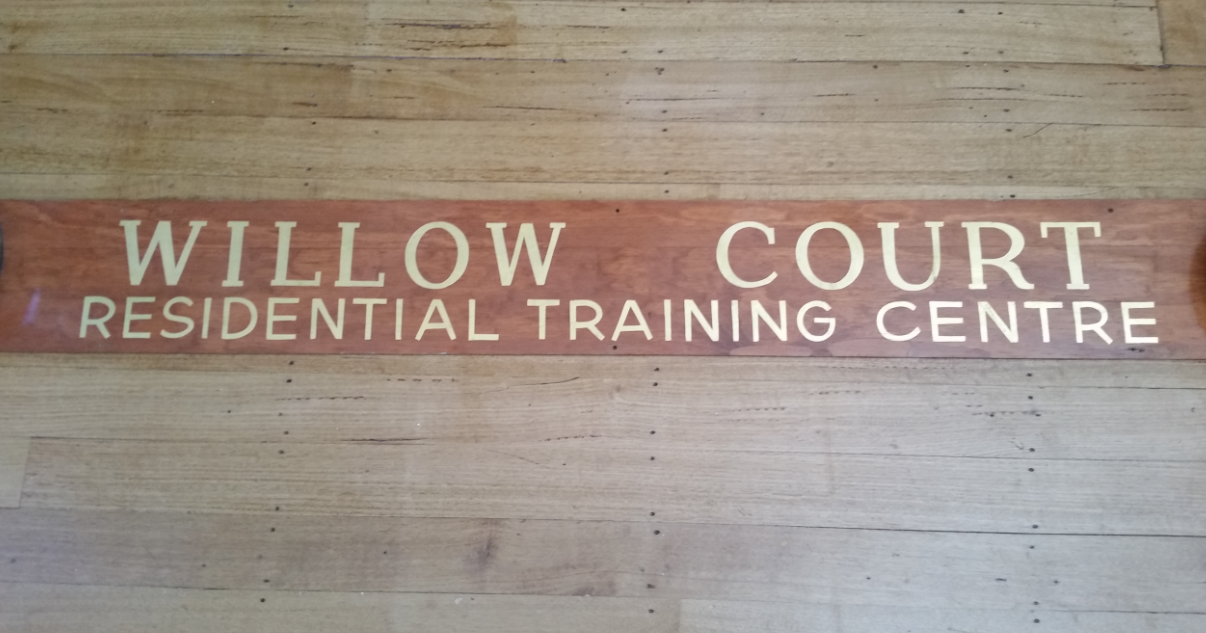 WILLOW COURT
RESIDENTIAL TRAINING CENTRE